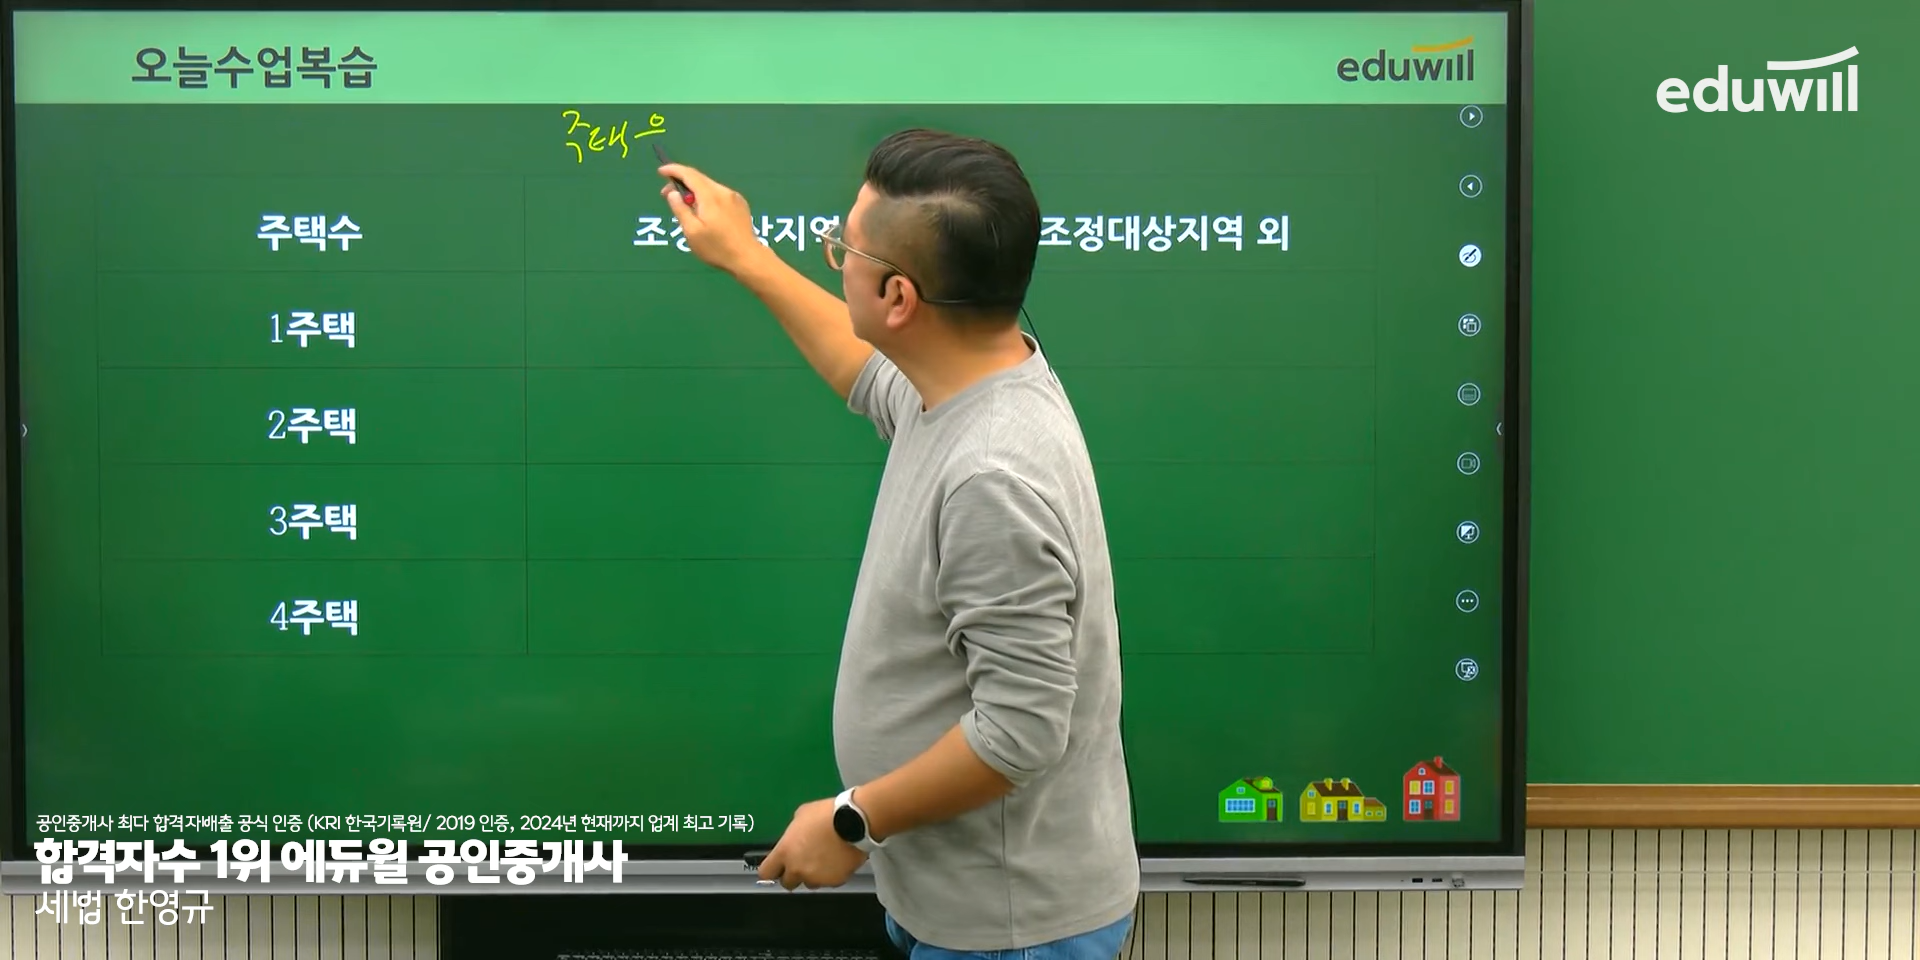 오늘수업복습
eduwill
eduwill
주택 유
주택수
조정대상지역
조정대상지역 외
1주택
2주택
3주택
4주택
공인중개사 최다 합격자배출 공식 인증 (KRI 한국기록원/ 2019 인증, 2024년 현재까지 업계 최고 기록)
합격자수 1위 에듀윌 공인중개사
세법 한영규